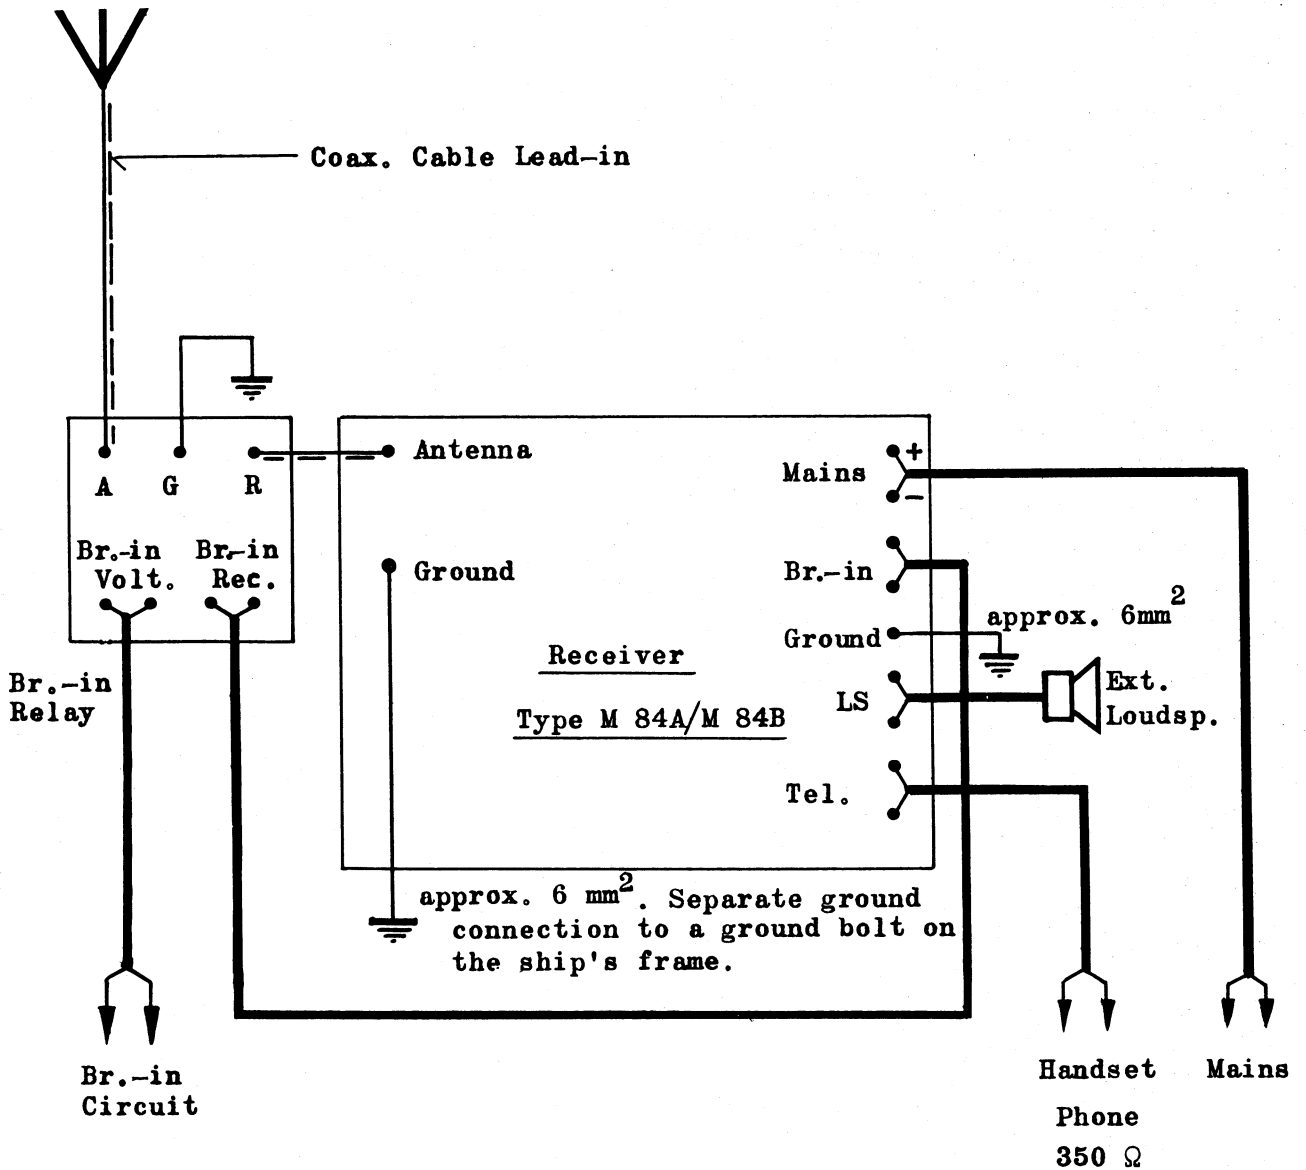 Coax. Cable Lead-in
A G R
Br.-in
Volt.
Br.-in
Rec.
Br.-in
Relay
Br.-in
Circuit
Antenna
Ground
Receiver
Type M 84A/M 84B
Mains
+
-
Br.-in
Ground
LS
Tel.
approx. 6mm²
Ext.
Loudsp.
approx. 6 mm². Separate ground
connection to a ground bolt on
the ship's frame.
Handset
Phone
350 Ω
Mains